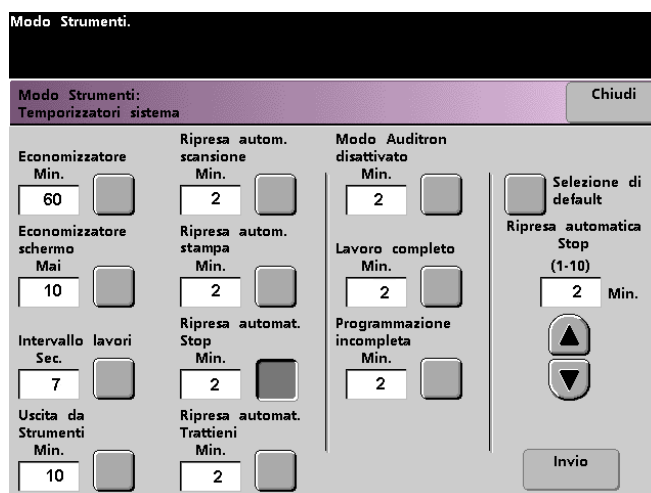 Modo Strumenti.
Modo Strumenti:
Temporizzatori sistema
Chiudi
Economizzatore
Min.
60
Economizzatore
schermo
Mai
10
Intervallo lavori
Sec.
7
Uscita da
Strumenti
Min.
10
Ripresa autom.
scansione
Min.
2
Ripresa autom.
stampa
Min.
2
Ripresa automat.
Stop
Min.
2
Ripresa automat.
Trattieni
Min.
2
Modo Auditron
disattivato
Min.
2
Lavoro completo
Min.
2
Programmazione
incompleta
Min.
2
Selezione di
default
Ripresa automatica
Stop
(1-10)
2 Min.
Invio